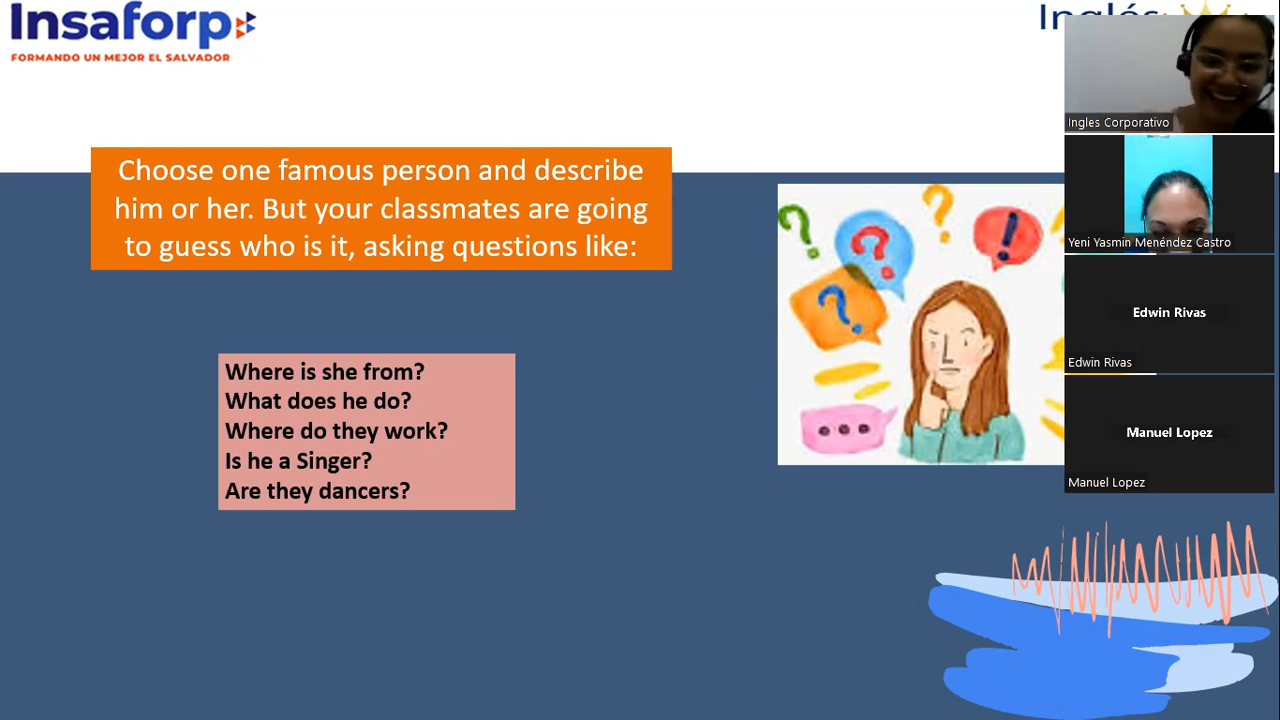 Insaforp
FORMANDO UN MEJOR EL SALVADOR
Inglés
Choose one famous person and describe
him or her. But your classmates are going
to guess who is it, asking questions like:
Where is she from?
What does he do?
Where do they work?
Is he a Singer?
Are they dancers?
Ingles Corporativo
Yeni Yasmin Menéndez Castro
Edwin Rivas
Edwin Rivas
Manuel Lopez
Manuel Lopez